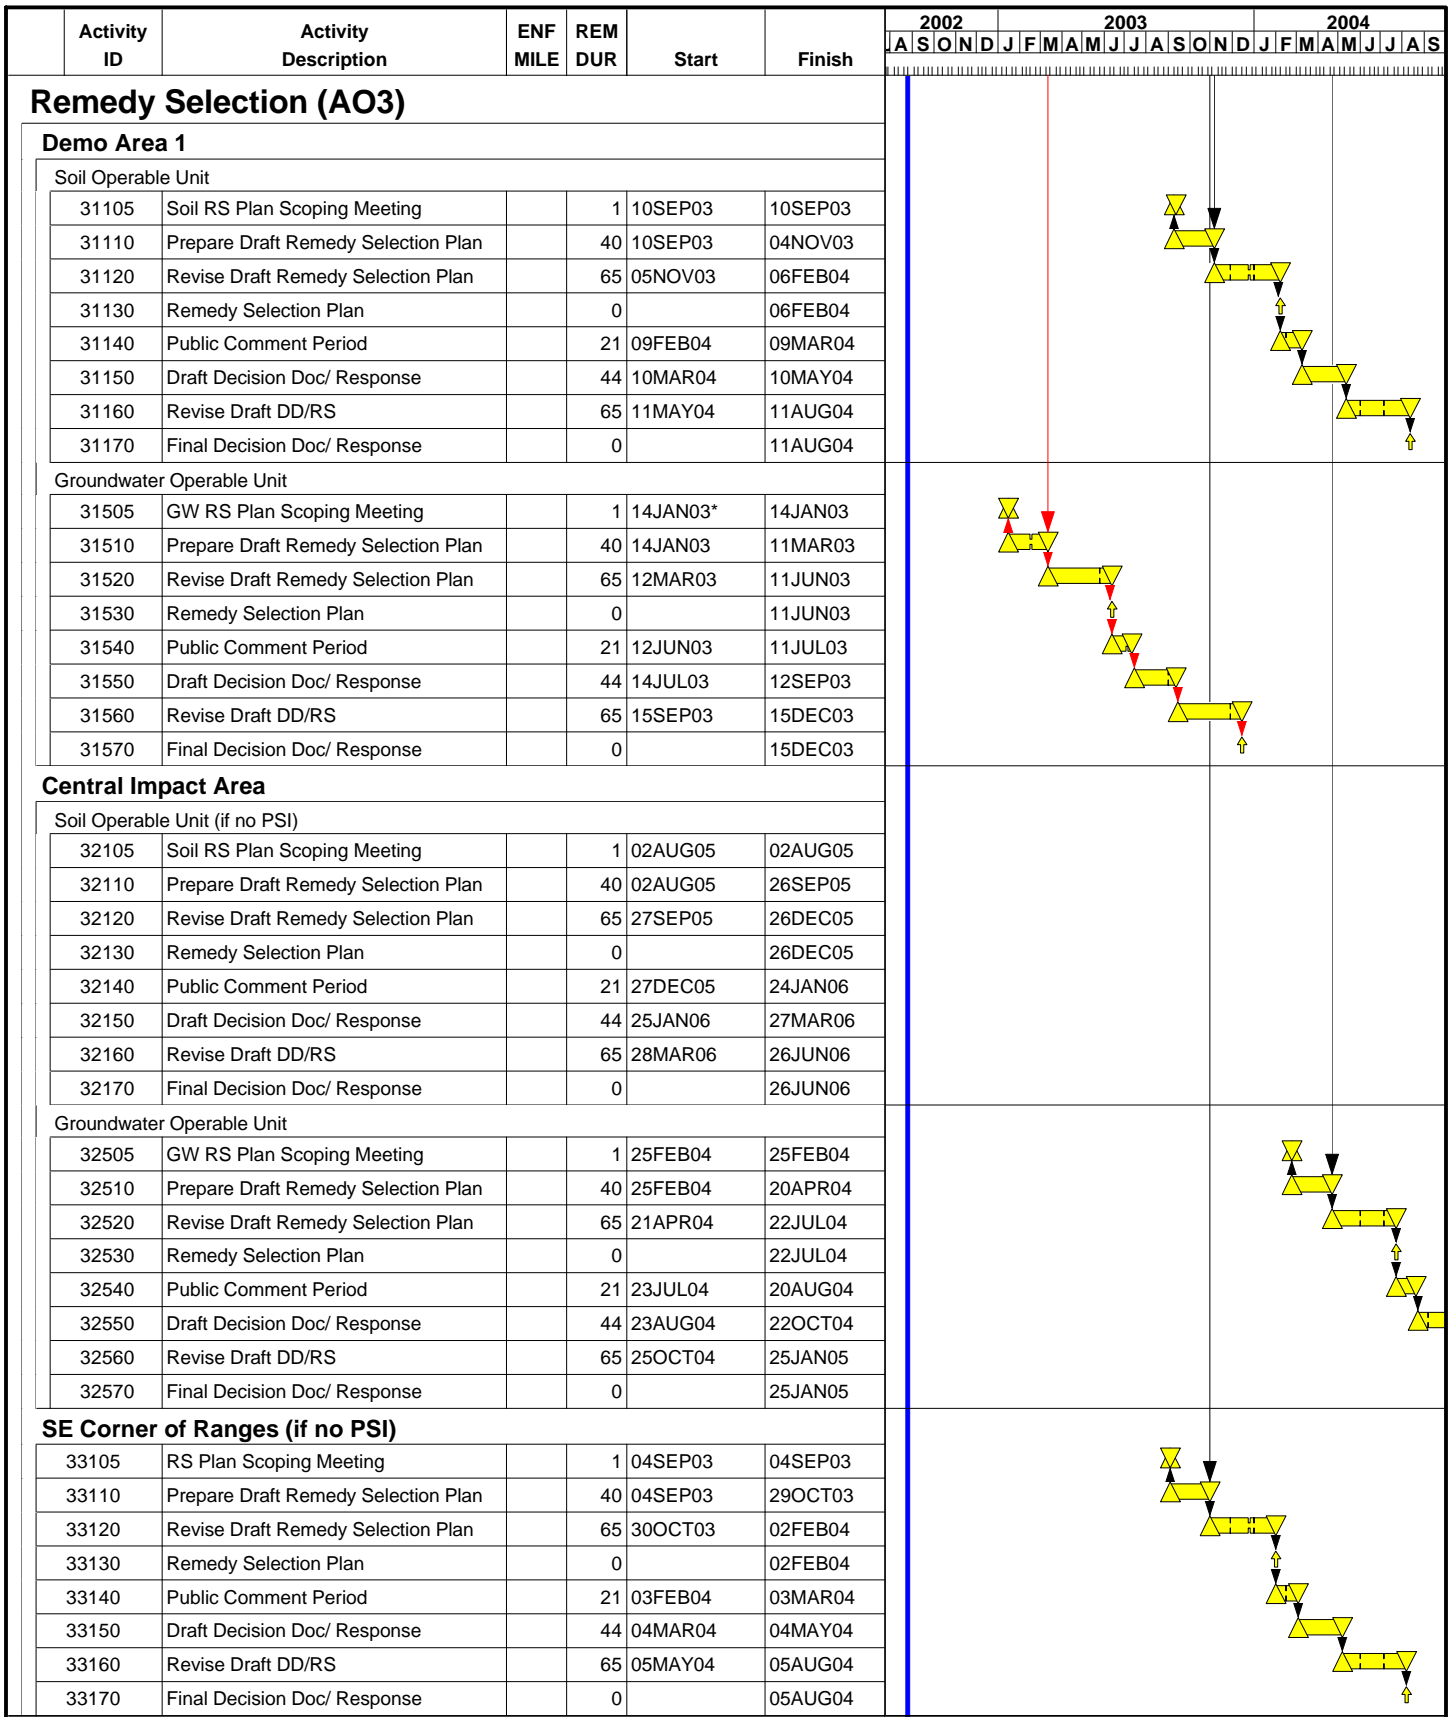 Activity ID Activity Description ENF MILE REM DUR Start Finish 2002 2003 2004
A S O N D J F M A M J J A S O N D J F M A M J J A S
Remedy Selection (AO3)
Demo Area 1
Soil Operable Unit
31105 Soil RS Plan Scoping Meeting 1 10SEP03 10SEP03
31110 Prepare Draft Remedy Selection Plan 40 10SEP03 04NOV03
31120 Revise Draft Remedy Selection Plan 65 05NOV03 06FEB04
31130 Remedy Selection Plan 0 06FEB04
31140 Public Comment Period 21 09FEB04 09MAR04
31150 Draft Decision Doc/ Response 44 10MAR04 10MAY04
31160 Revise Draft DD/RS 65 11MAY04 11AUG04
31170 Final Decision Doc/ Response 0 11AUG04
Groundwater Operable Unit
31505 GW RS Plan Scoping Meeting 1 14JAN03* 14JAN03
31510 Prepare Draft Remedy Selection Plan 40 14JAN03 11MAR03
31520 Revise Draft Remedy Selection Plan 65 12MAR03 11JUN03
31530 Remedy Selection Plan 0 11JUN03
31540 Public Comment Period 21 12JUN03 11JUL03
31550 Draft Decision Doc/ Response 44 14JUL03 12SEP03
31560 Revise Draft DD/RS 65 15SEP03 15DEC03
31570 Final Decision Doc/ Response 0 15DEC03
Central Impact Area
Soil Operable Unit (if no PSI)
32105 Soil RS Plan Scoping Meeting 1 02AUG05 02AUG05
32110 Prepare Draft Remedy Selection Plan 40 02AUG05 26SEP05
32120 Revise Draft Remedy Selection Plan 65 27SEP05 26DEC05
32130 Remedy Selection Plan 0 26DEC05
32140 Public Comment Period 21 27DEC05 24JAN06
32150 Draft Decision Doc/ Response 44 25JAN06 27MAR06
32160 Revise Draft DD/RS 65 28MAR06 26JUN06
32170 Final Decision Doc/ Response 0 26JUN06
Groundwater Operable Unit
32505 GW RS Plan Scoping Meeting 1 25FEB04 25FEB04
32510 Prepare Draft Remedy Selection Plan 40 25FEB04 20APR04
32520 Revise Draft Remedy Selection Plan 65 21APR04 22JUL04
32530 Remedy Selection Plan 0 22JUL04
32540 Public Comment Period 21 23JUL04 20AUG04
32550 Draft Decision Doc/ Response 44 23AUG04 22OCT04
32560 Revise Draft DD/RS 65 25OCT04 25JAN05
32570 Final Decision Doc/ Response 0 25JAN05
SE Corner of Ranges (if no PSI)
33105 RS Plan Scoping Meeting 1 04SEP03 04SEP03
33110 Prepare Draft Remedy Selection Plan 40 04SEP03 29OCT03
33120 Revise Draft Remedy Selection Plan 65 30OCT03 02FEB04
33130 Remedy Selection Plan 0 02FEB04
33140 Public Comment Period 21 03FEB04 03MAR04
33150 Draft Decision Doc/ Response 44 04MAR04 04MAY04
33160 Revise Draft DD/RS 65 05MAY04 05AUG04
33170 Final Decision Doc/ Response 0 05AUG04